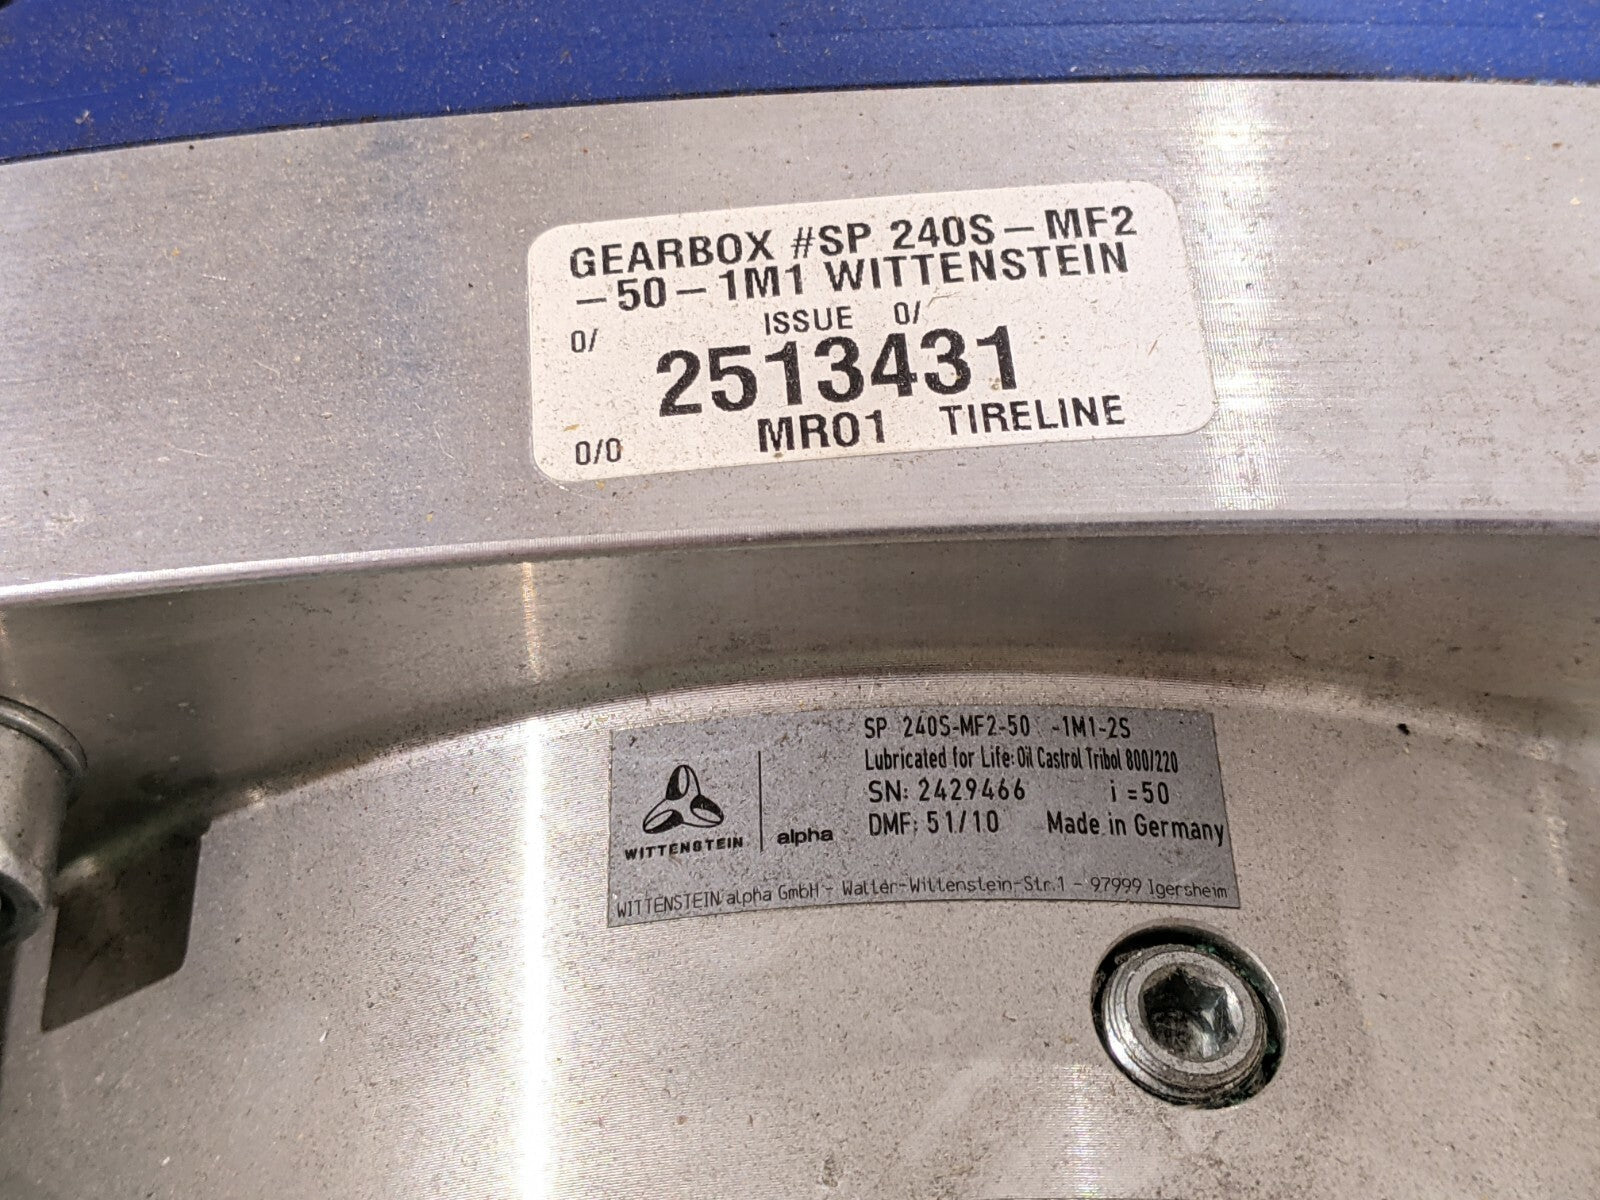 GEARBOX #SP 240S-MF2
-50-1M1 WITTENSTEIN
0/ ISSUE 0/
2513431
0/0 MRO1 TIRELINE
SP 240S-MF2-50 -1M1-2S
Lubricated for Life: Oil Castrol Tribol 800/220
SN: 2429466 i =50
DMF: 51/10 Made in Germany
WITTENSTEIN alpha
WITTENSTEIN alpha GmbH - Walter-Wittenstein-Str.1 - 97999 Igersheim